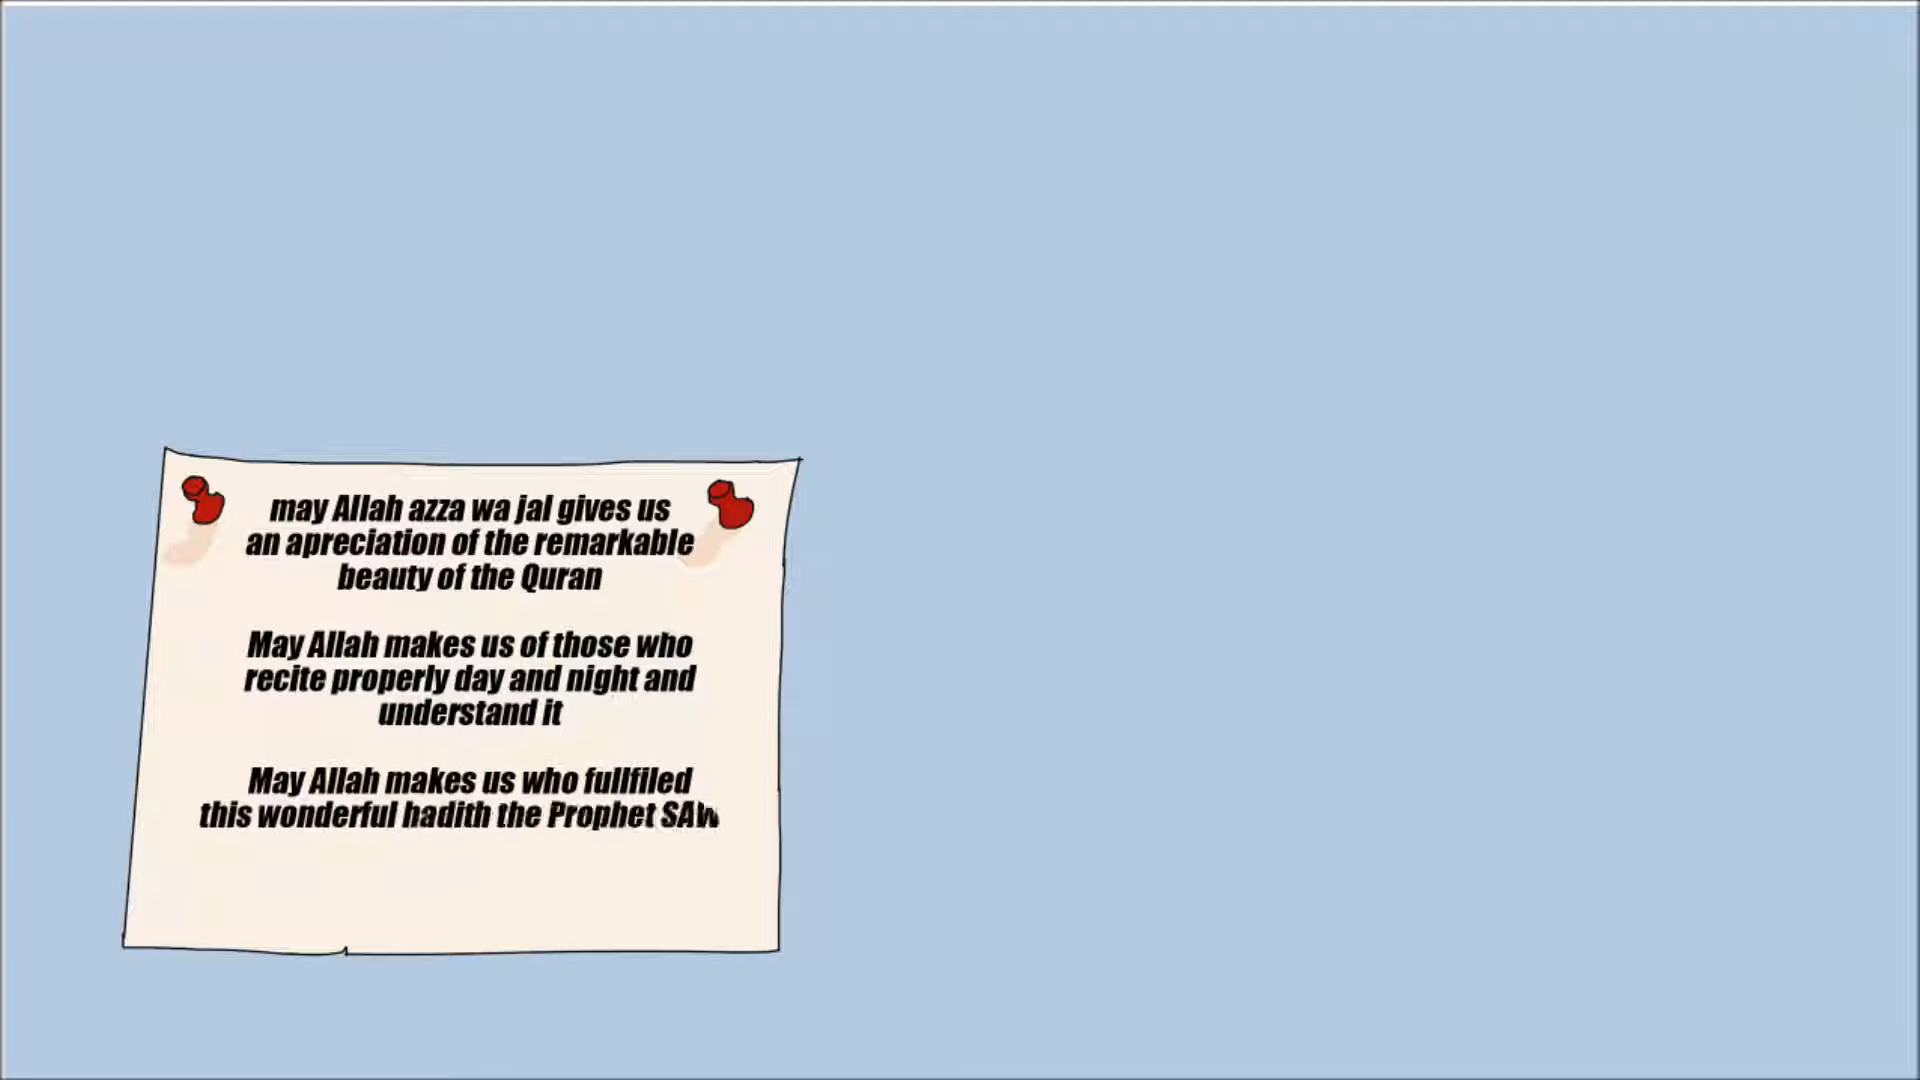 may Allah azza wa jal gives us
an apreciation of the remarkable
beauty of the Quran
May Allah makes us of those who
recite properly day and night and
understand it
May Allah makes us who fullfiled
this wonderful hadith the Prophet SAW